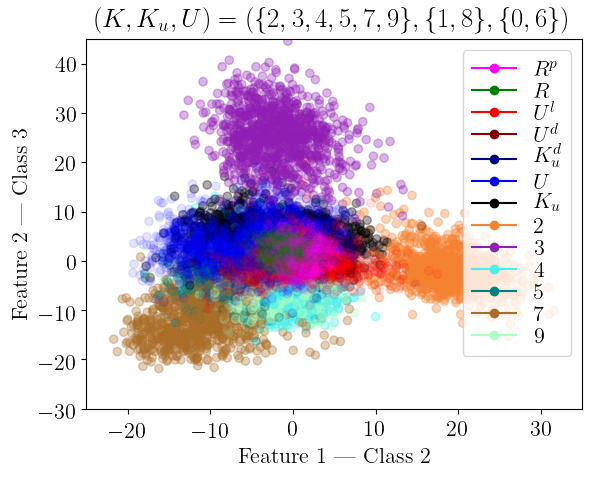 (K, K_u, U) = ({2, 3, 4, 5, 7, 9}, {1, 8}, {0, 6})
40
30
20
10
0
−10
−20
−30
Feature 2 — Class 3
−20 −10 0 10 20 30
Feature 1 — Class 2
R^p
R
U^l
U^d
K_u^d
U
K_u
2
3
4
5
7
9